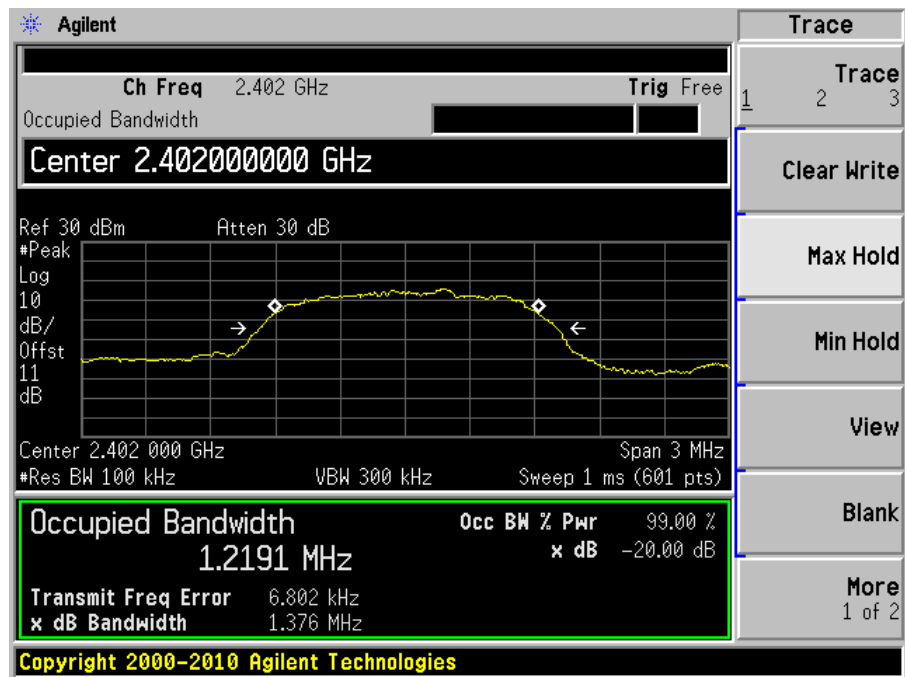 Agilent
Trace
Ch Freq 2.402 GHz Trig Free
Occupied Bandwidth
Center 2.402000000 GHz
Ref 30 dBm Atten 30 dB
#Peak
Log
10
dB/
Offst
11
dB
Center 2.402 000 GHz Span 3 MHz
#Res BW 100 kHz VBW 300 kHz Sweep 1 ms (601 pts)
Occupied Bandwidth
1.2191 MHz
Occ BW % Pwr 99.00 %
x dB -20.00 dB
Transmit Freq Error 6.802 kHz
x dB Bandwidth 1.376 MHz
Copyright 2000-2010 Agilent Technologies
Trace
1 2 3
Clear Write
Max Hold
Min Hold
View
Blank
More
1 of 2